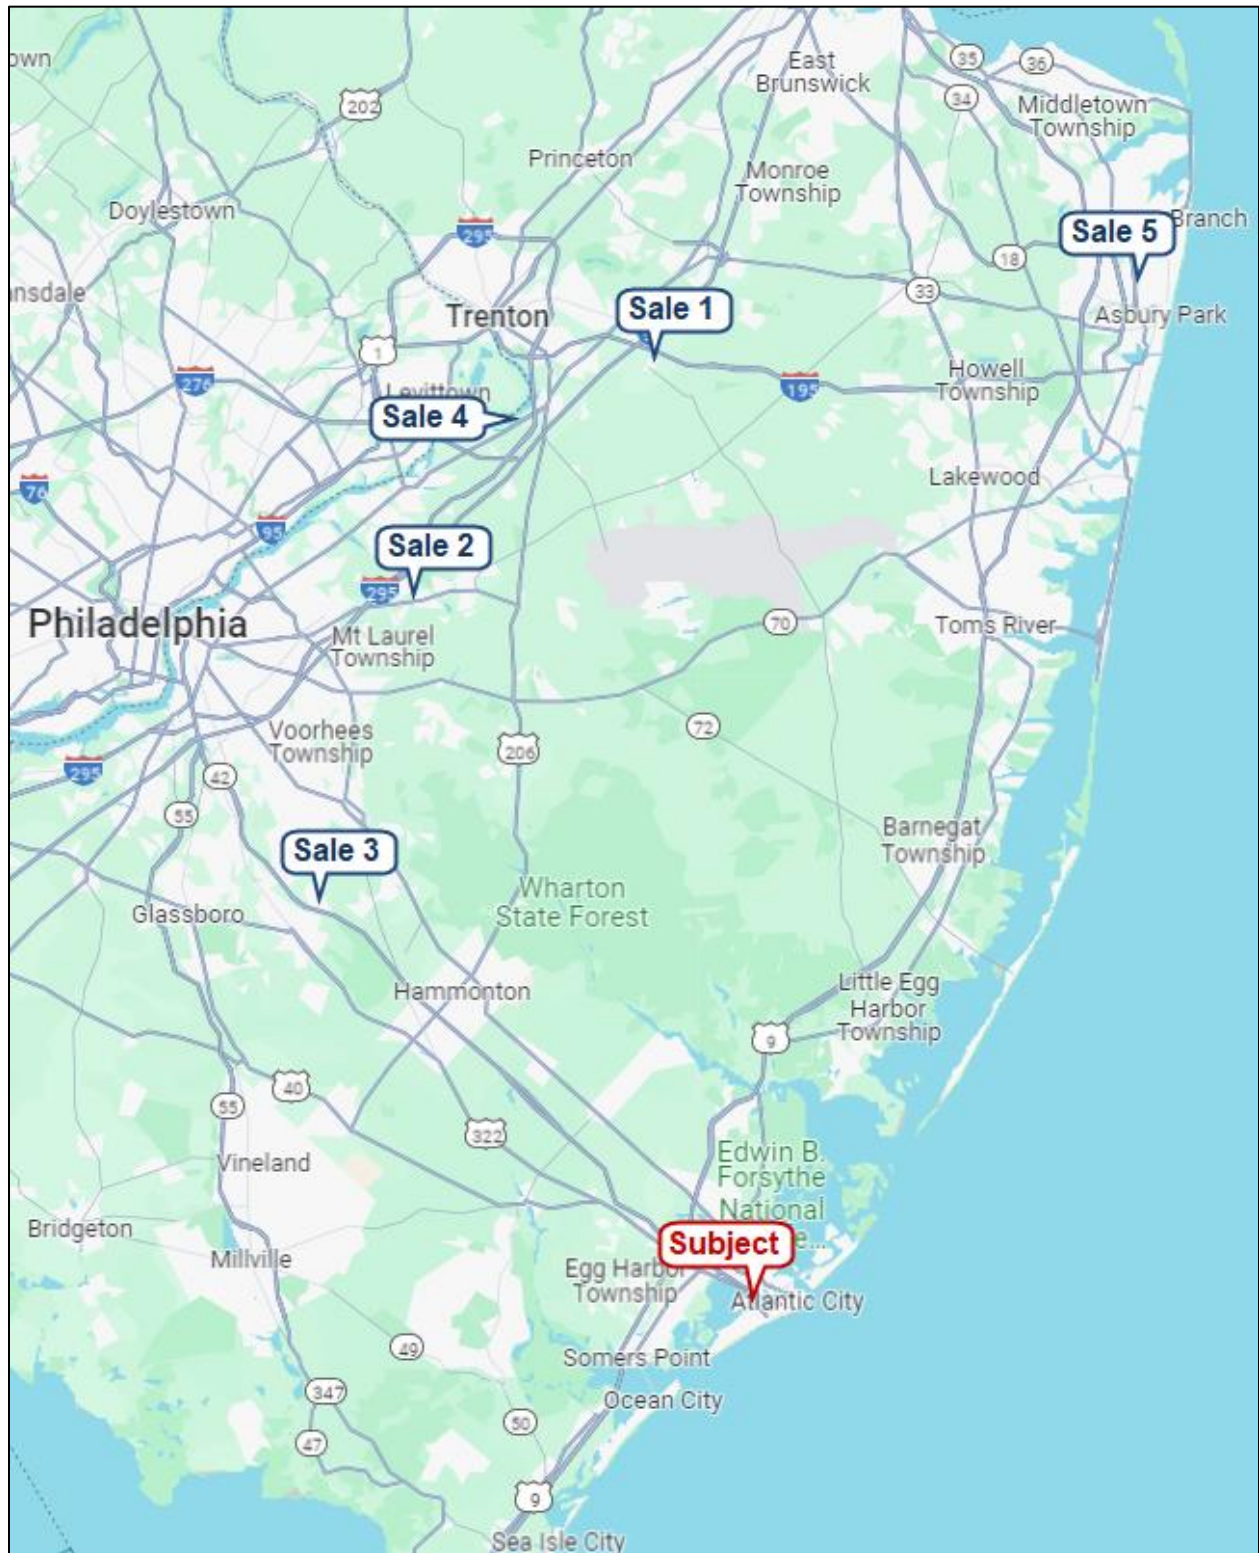 own
202
East
Brunswick
35
36
34
Middletown
Township
Princeton
Monroe
Township
Doylestown
295
Branch
Sale 5
18
ansdale
33
Sale 1
Trenton
Asbury Park
1
276
Levittown
195
Howell
Township
Sale 4
76
Lakewood
95
Sale 2
295
Philadelphia
Mt Laurel
Township
70
Toms River
Voorhees
Township
72
206
295
42
55
Sale 3
Barnegat
Township
Wharton
State Forest
Glassboro
Hammonton
Little Egg
Harbor
Township
9
40
55
322
Vineland
Edwin B.
Forsythe
National
e...
Bridgeton
Subject
Millville
Egg Harbor
Township
Atlantic City
49
Somers Point
347
Ocean City
50
47
9
Sea Isle City